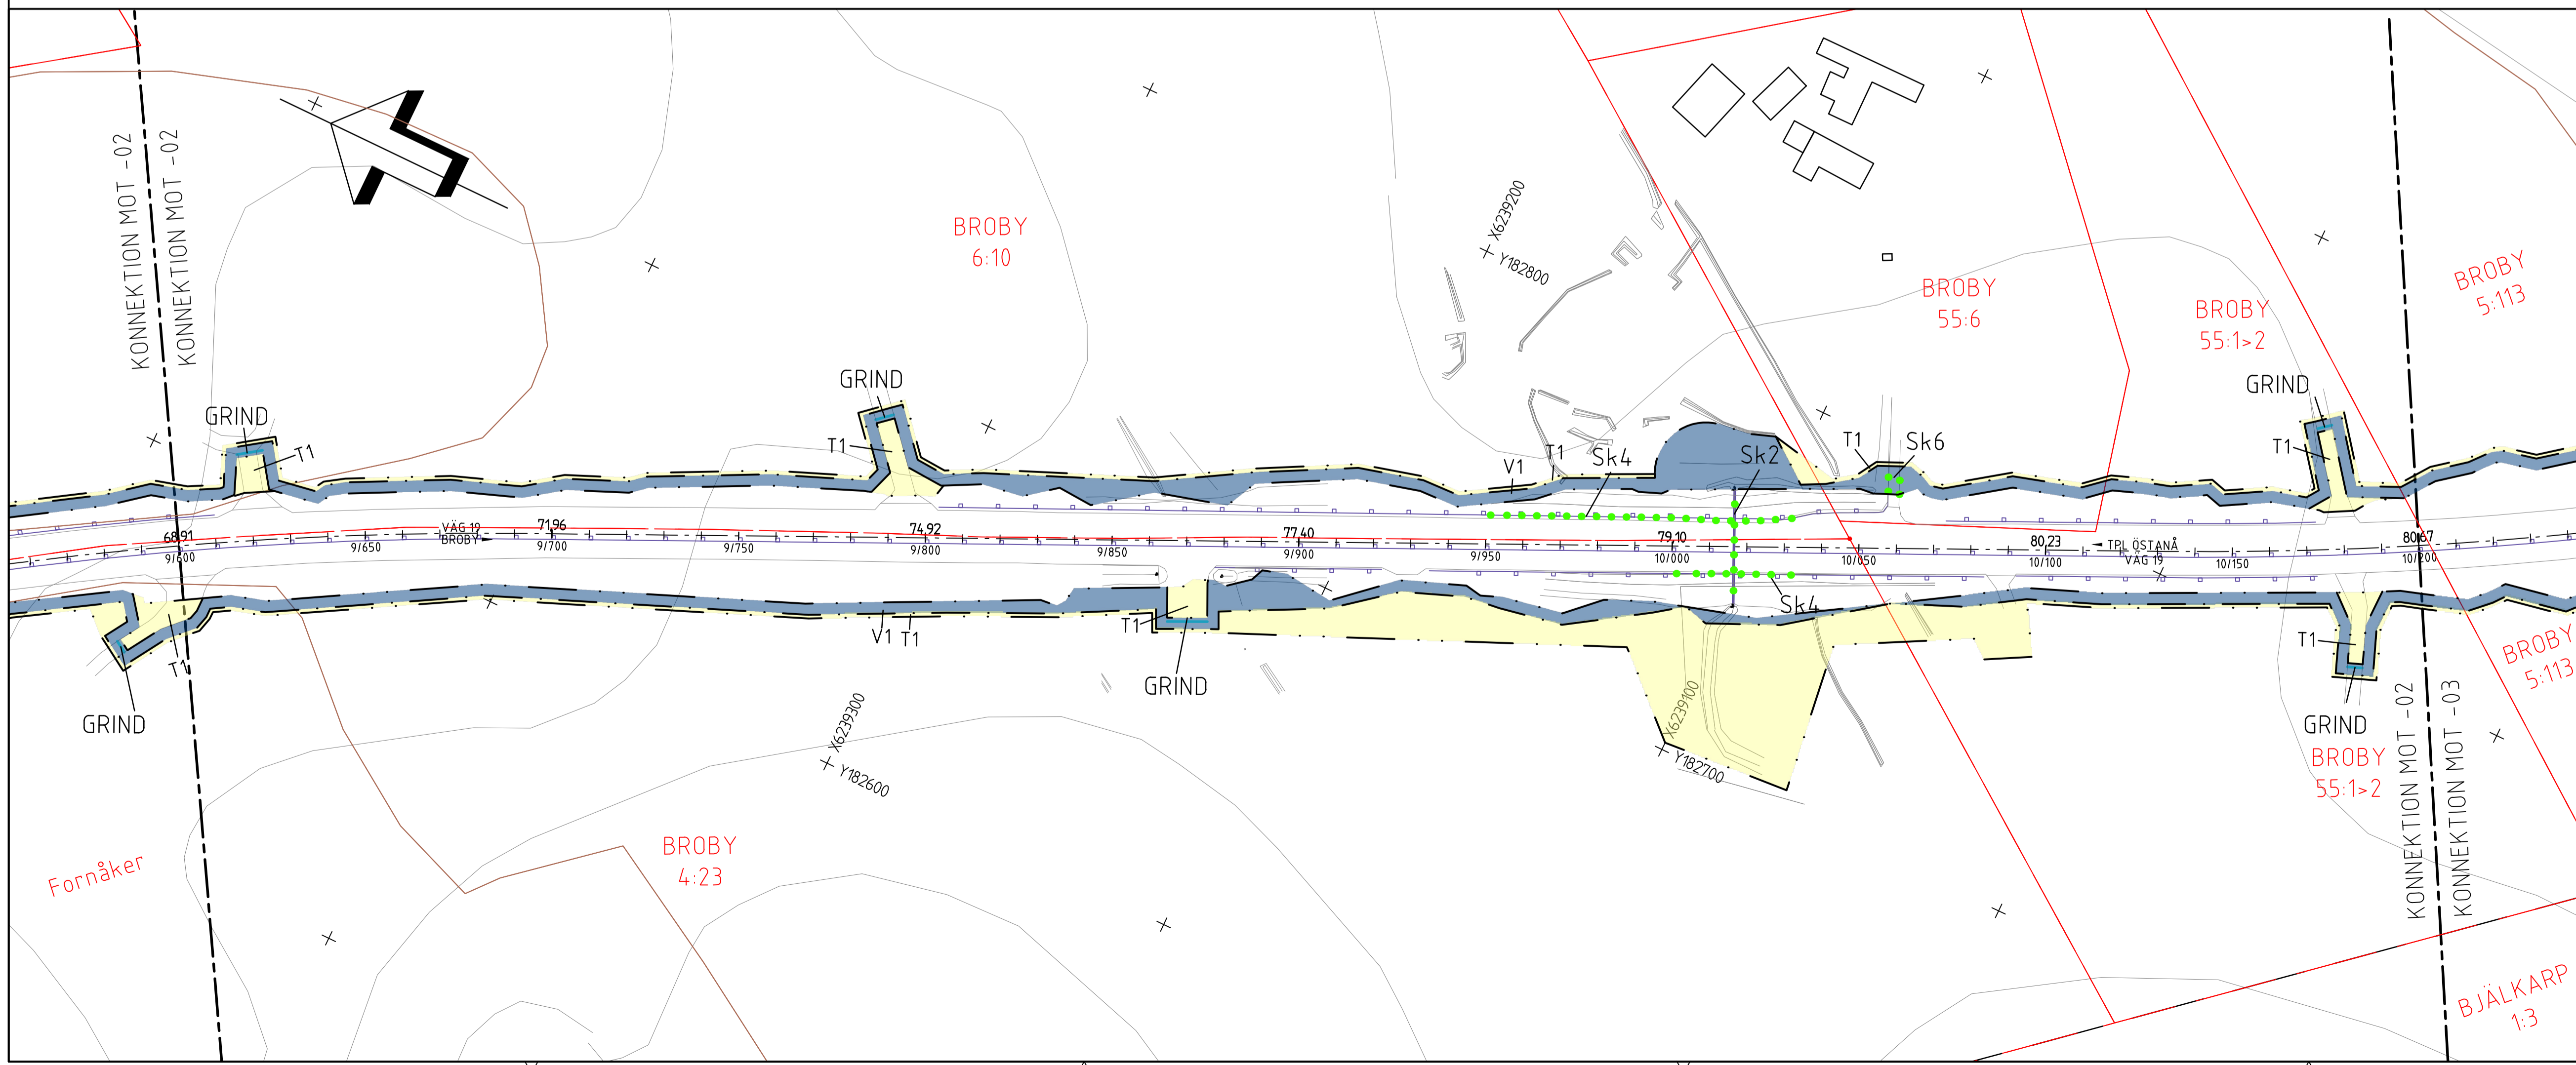 KONNEKTION MOT -02
KONNEKTION MOT -02
BROBY
6:10
X6239200
Y182800
BROBY
55:6
BROBY
55:1>2
BROBY
5:113
GRIND
GRIND
GRIND
T1
T1
V1
T1
Sk4
Sk2
T1
Sk6
T1
68.91
9/600
9/650
VÄG 19
BROBY
71.96
9/700
9/750
74.92
9/800
9/850
77.40
9/900
9/950
79.10
10/000
10/050
80.23
10/100
TPL ÖSTANÅ
VÄG 19
10/150
80.67
10/200
T1
GRIND
V1
T1
T1
GRIND
Sk4
T1
GRIND
X6239300
Y182600
X6239100
Y182700
BROBY
55:1>2
BROBY
5:113
KONNEKTION MOT -02
KONNEKTION MOT -03
Fornåker
BROBY
4:23
BJÄLKARP
1:3